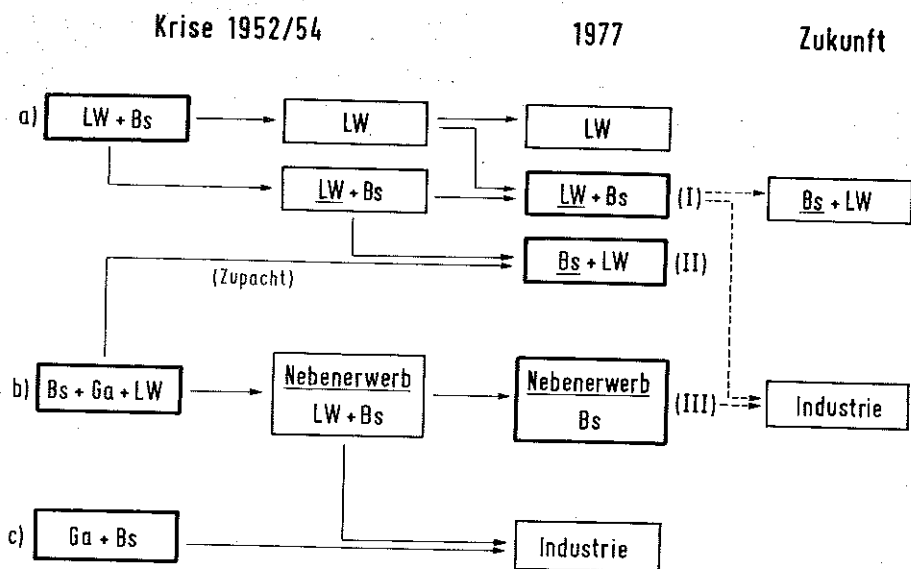 Krise 1952/54 1977 Zukunft
a) LW + Bs LW LW
LW + Bs LW + Bs (I) Bs + LW
Bs + LW (II)
(Zupacht)
b) Bs + Ga + LW Nebenerwerb Nebenerwerb (III) Industrie
LW + Bs Bs
c) Ga + Bs Industrie